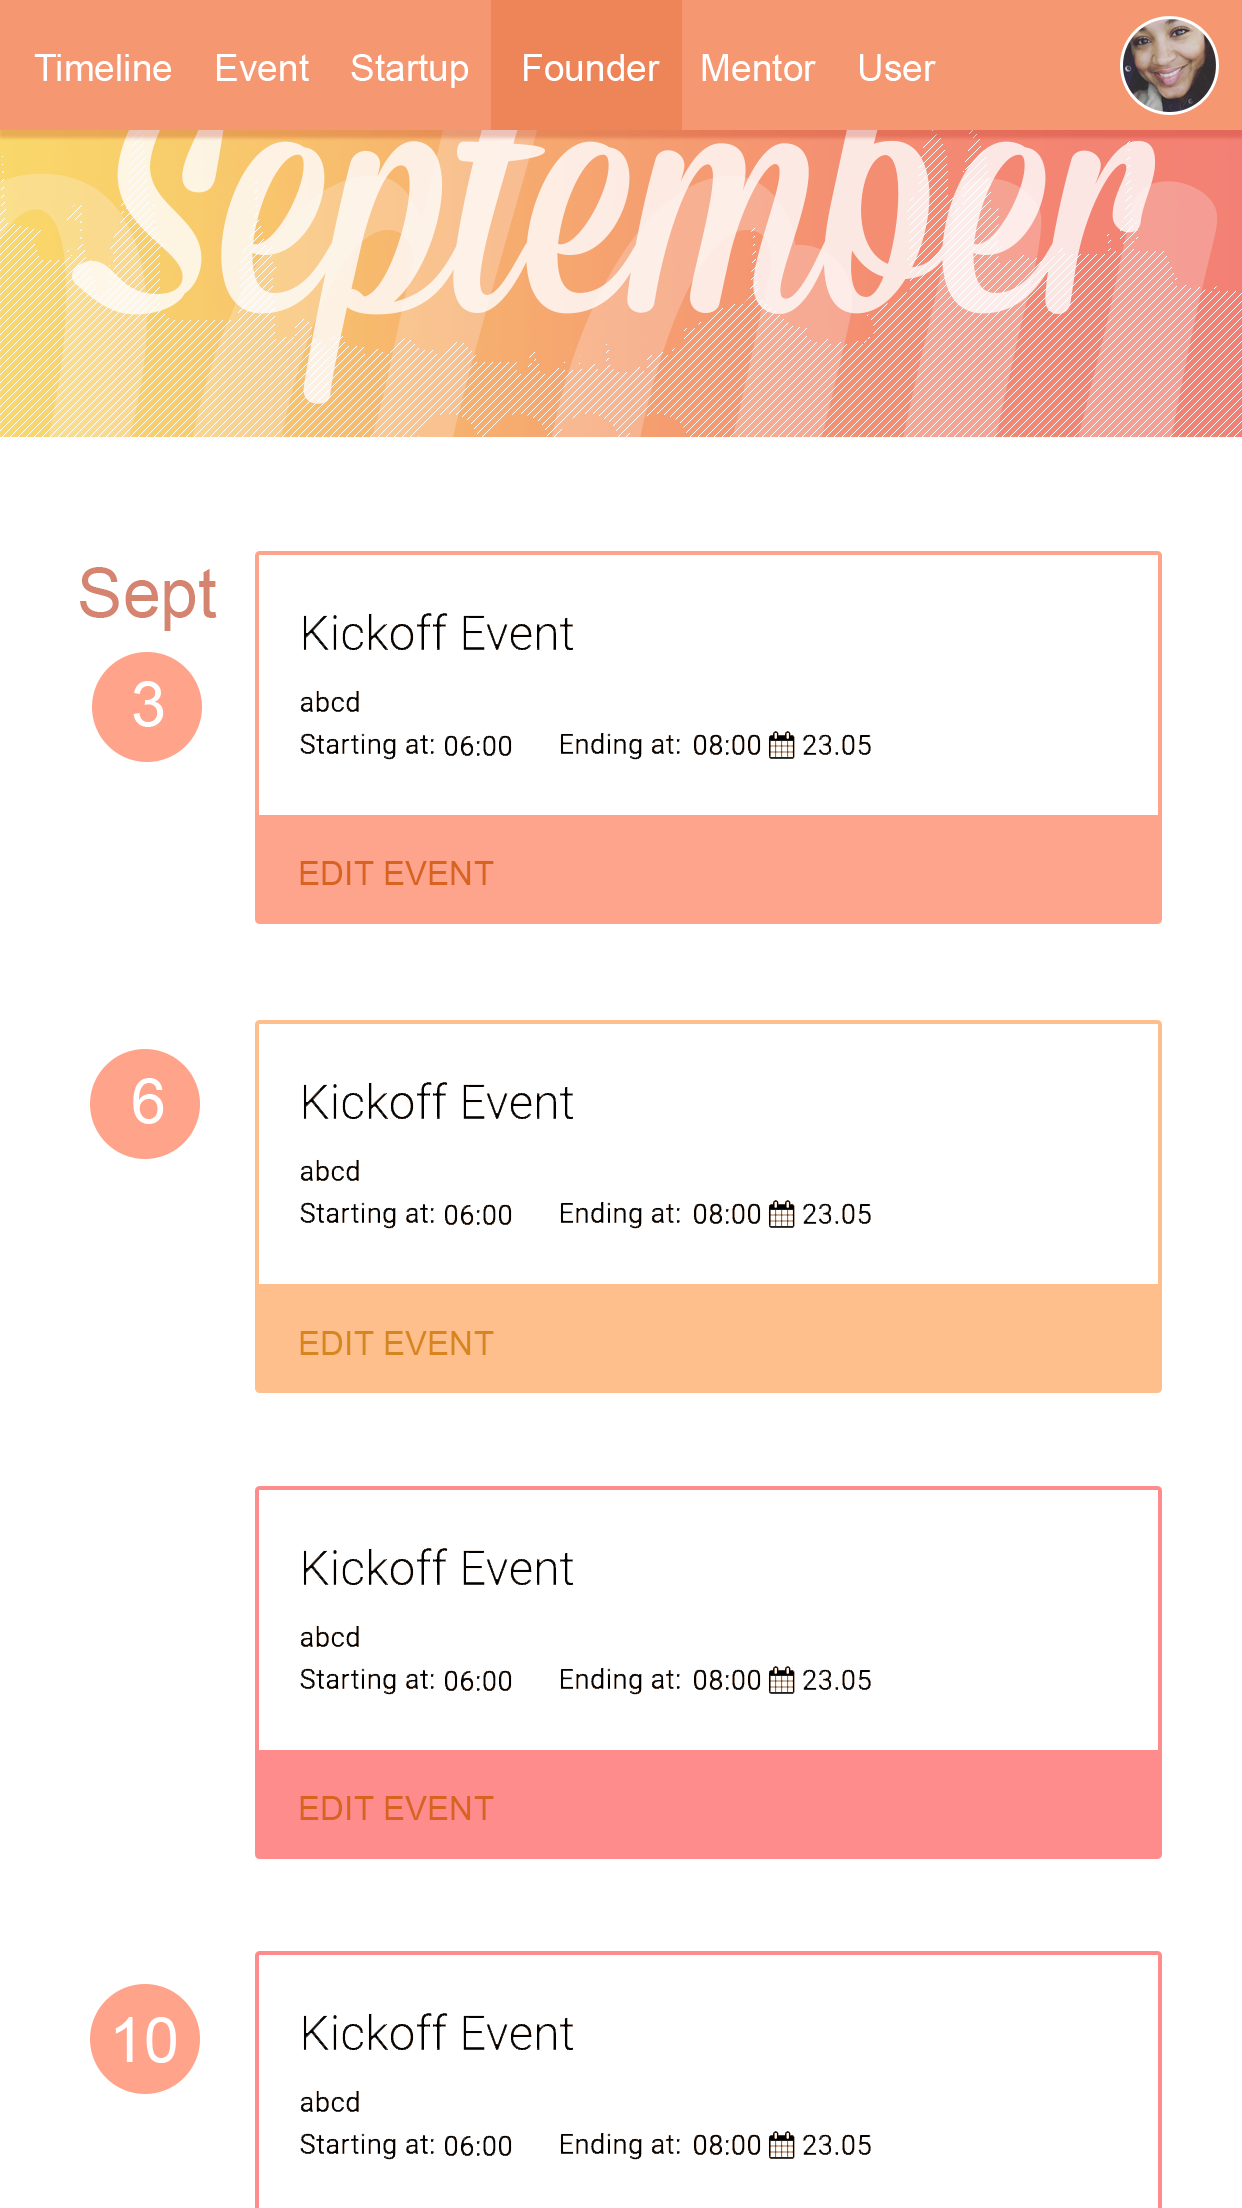 Timeline Event Startup Founder Mentor User
September
Sept
3
Kickoff Event
abcd
Starting at: 06:00 Ending at: 08:00 23.05
EDIT EVENT
6
Kickoff Event
abcd
Starting at: 06:00 Ending at: 08:00 23.05
EDIT EVENT
Kickoff Event
abcd
Starting at: 06:00 Ending at: 08:00 23.05
EDIT EVENT
10
Kickoff Event
abcd
Starting at: 06:00 Ending at: 08:00 23.05